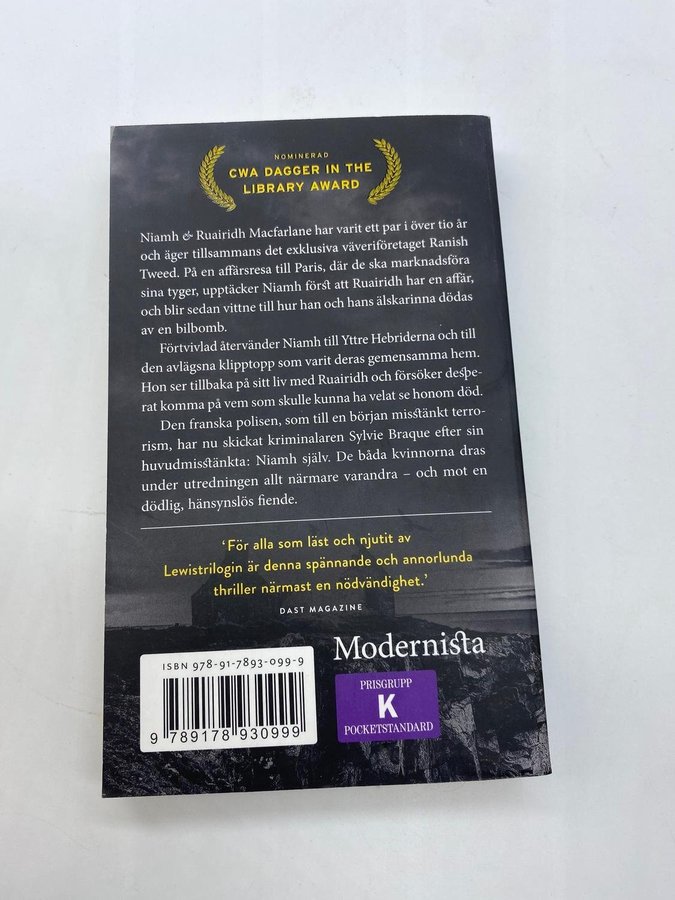 NOMINERAD
CWA DAGGER IN THE
LIBRARY AWARD
Niamh & Ruairidh Macfarlane har varit ett par i över tio år
och äger tillsammans det exklusiva väveriföretaget Ranish
Tweed. På en affärsresa till Paris, där de ska marknadsföra
sina tyger, upptäcker Niamh först att Ruairidh har en affär,
och blir sedan vittne till hur han och hans älskarinna dödas
av en bilbomb.
Förtvivlad återvänder Niamh till Yttre Hebriderna och till
den avlägsna klipptopp som varit deras gemensamma hem.
Hon ser tillbaka på sitt liv med Ruairidh och försöker despe-
rat komma på vem som skulle kunna ha velat se honom död.
Den franska polisen, som till en början misstänkt terro-
rism, har nu skickat kriminalaren Sylvie Braque efter sin
huvudmisstänkta: Niamh själv. De båda kvinnorna dras
under utredningen allt närmare varandra – och mot en
dödlig, hänsynslös fiende.
‘För alla som läst och njutit av
Lewistrilogin är denna spännande och annorlunda
thriller närmast en nödvändighet.’
DAST MAGAZINE
Modernista
ISBN 978-91-7893-099-9
9 789178 930999
PRISGRUPP
K
POCKETSTANDARD